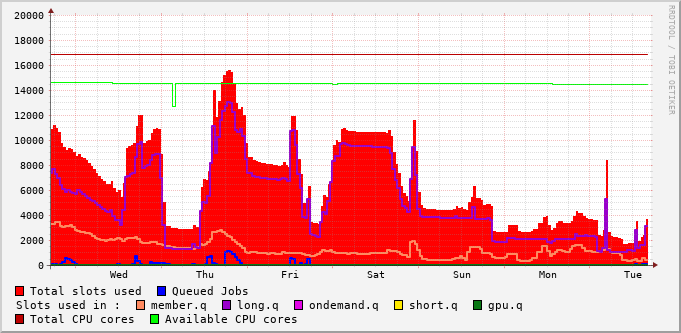 RRDTOOL / TOBI OETIKER
20000
18000
16000
14000
12000
10000
8000
6000
4000
2000
0
Wed Thu Fri Sat Sun Mon Tue
Total slots used Queued Jobs
Slots used in : member.q long.q ondemand.q short.q gpu.q
Total CPU cores Available CPU cores